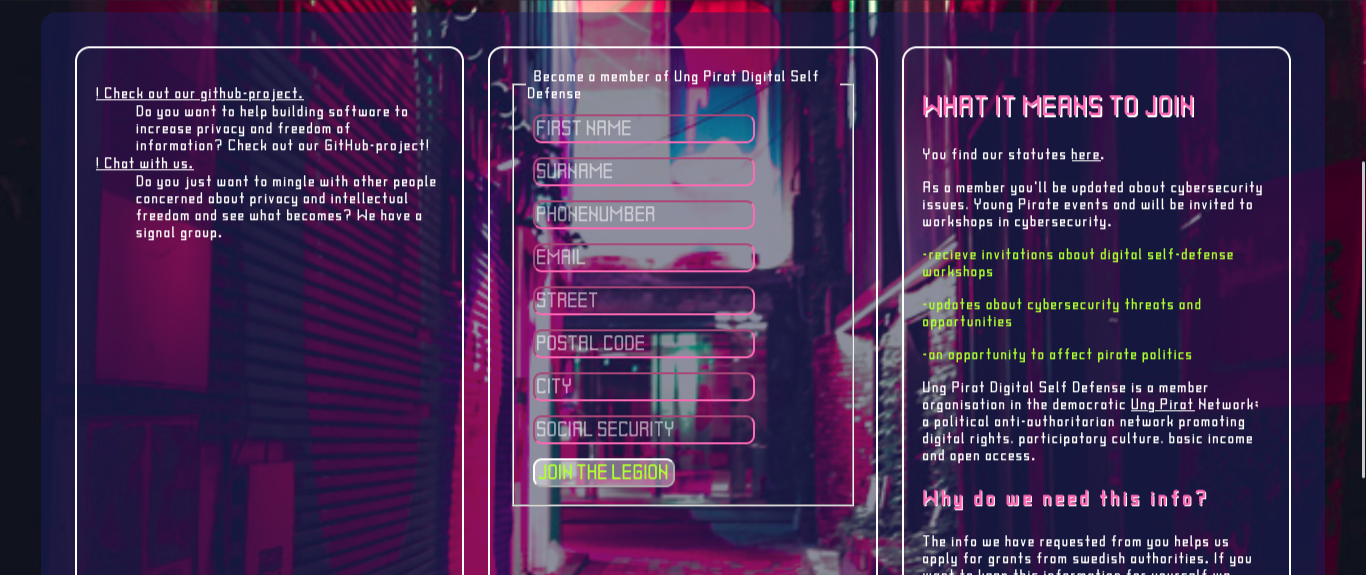 ! Check out our github-project.
Do you want to help building software to
increase privacy and freedom of
information? Check out our GitHub-project!
! Chat with us.
Do you just want to mingle with other people
concerned about privacy and intellectual
freedom and see what becomes? We have a
signal group.
Become a member of Ung Pirat Digital Self
Defense
FIRST NAME
SURNAME
PHONENUMBER
EMAIL
STREET
POSTAL CODE
CITY
SOCIAL SECURITY
JOIN THE LEGION
WHAT IT MEANS TO JOIN
You find our statutes here.
As a member you'll be updated about cybersecurity
issues. Young Pirate events and will be invited to
workshops in cybersecurity.
-recieve invitations about digital self-defense
workshops
-updates about cybersecurity threats and
opportunities
-an opportunity to affect pirate politics
Ung Pirat Digital Self Defense is a member
organisation in the democratic Ung Pirat Network;
a political anti-authoritarian network promoting
digital rights, participatory culture, basic income
and open access.
Why do we need this info?
The info we have requested from you helps us
apply for grants from swedish authorities. If you
want to keep this information for yourself we